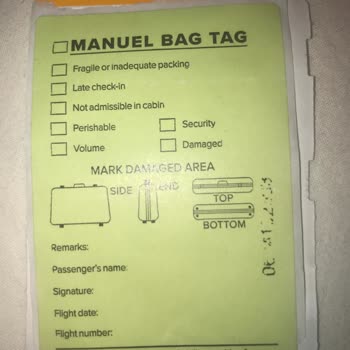 MANUEL BAG TAG
Fragile or inadequate packing
Late check-in
Not admissible in cabin
Perishable Security
Volume Damaged
MARK DAMAGED AREA
SIDE END
TOP
BOTTOM
Remarks:
Passenger's name:
Signature:
Flight date:
Flight number: